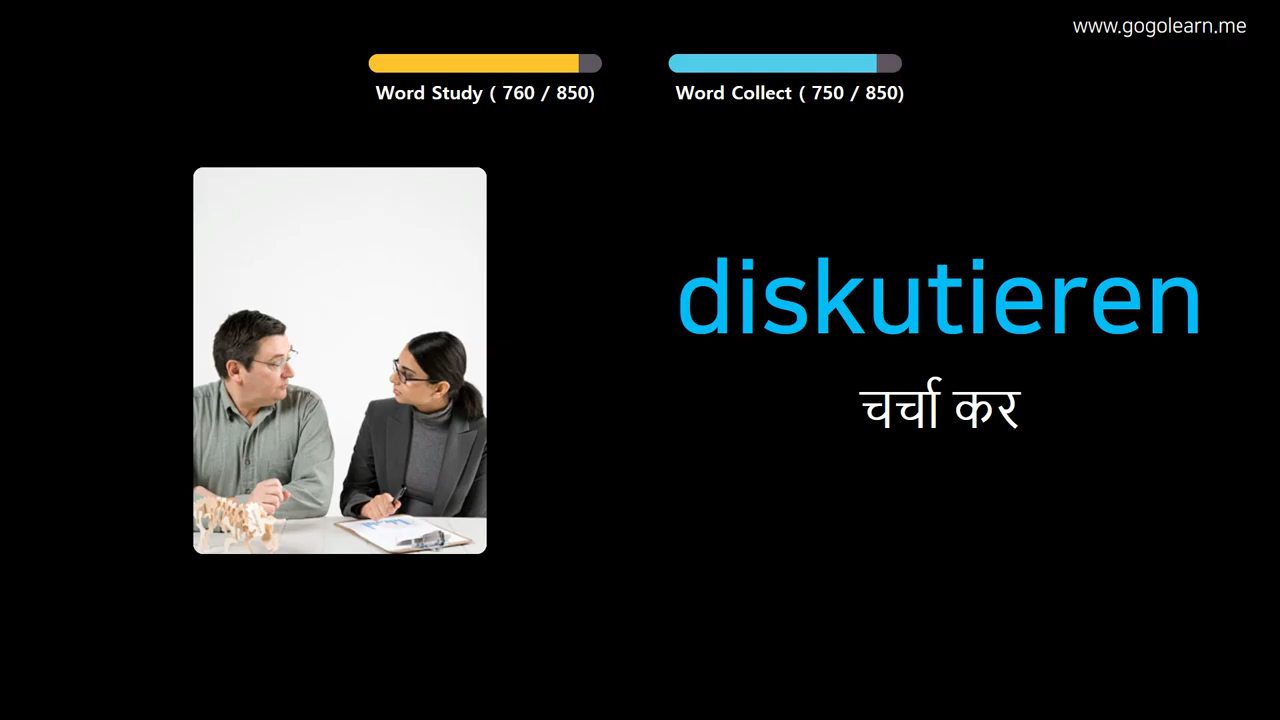 www.gogolearn.me
Word Study ( 760 / 850)
Word Collect ( 750 / 850)
diskutieren
चर्चा कर